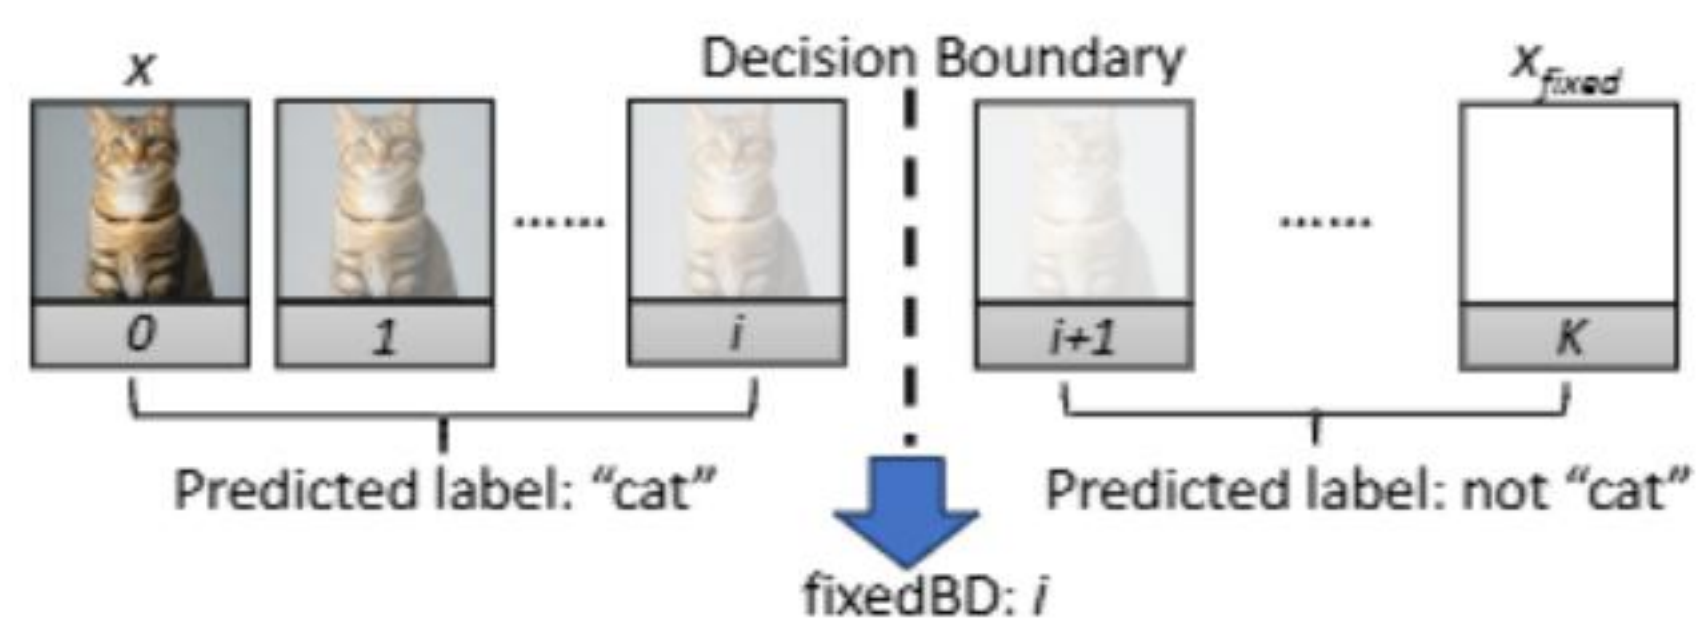 Decision Boundary
x
x_fixed
......
......
0
1
i
i+1
K
Predicted label: “cat”
Predicted label: not “cat”
fixedBD: i